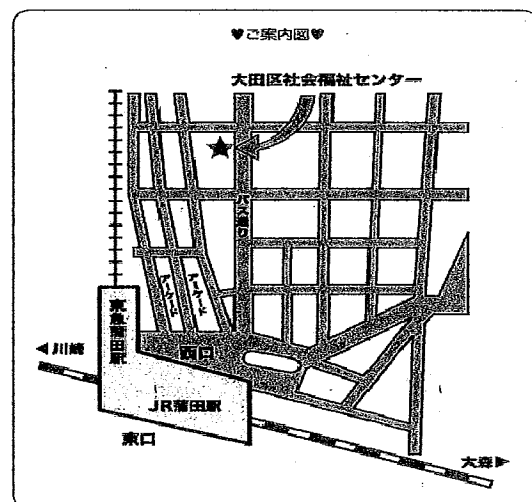 ♥ご案内図♥
大田区社会福祉センター
バス通り
アーケード
アーケード
東急蒲田駅
西口
◀川崎
JR蒲田駅
東口
大森▶